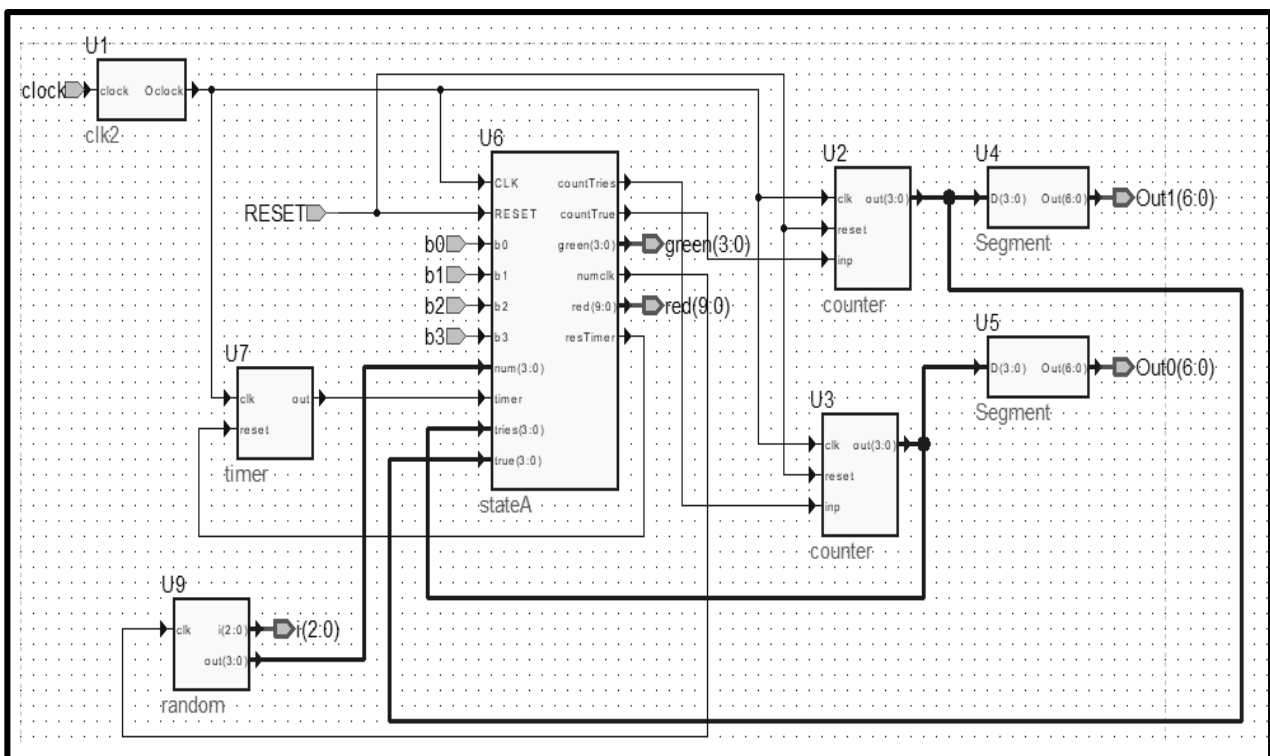 U1
clock
clock Oclock
clk2
U6
CLK countTries
RESET
RESET countTrue
b0
b0 green(3:0)
green(3:0)
b1
b1 numclk
b2
b2 red(9:0)
red(9:0)
b3
b3 resTimer
num(3:0)
timer
tries(3:0)
true(3:0)
stateA
U2
clk out(3:0)
reset
inp
counter
U4
D(3:0) Out(6:0)
Out1(6:0)
Segment
U5
D(3:0) Out(6:0)
Out0(6:0)
Segment
U7
clk out
reset
timer
U3
clk out(3:0)
reset
inp
counter
U9
clk i(2:0)
i(2:0)
out(3:0)
random